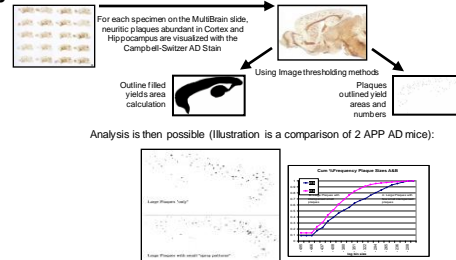 For each specimen on the MultiBrain slide,
neuritic plaques abundant in Cortex and
Hippocampus are visualized with the
Campbell-Switzer AD Stain
Using Image thresholding methods
Outline filled
yields area
calculation
Plaques
outlined yield
areas and
numbers
Analysis is then possible (Illustration is a comparison of 2 APP AD mice):
Cum %Frequency Plaque Sizes A&B
Large Plaques "only"
Large Plaques with small